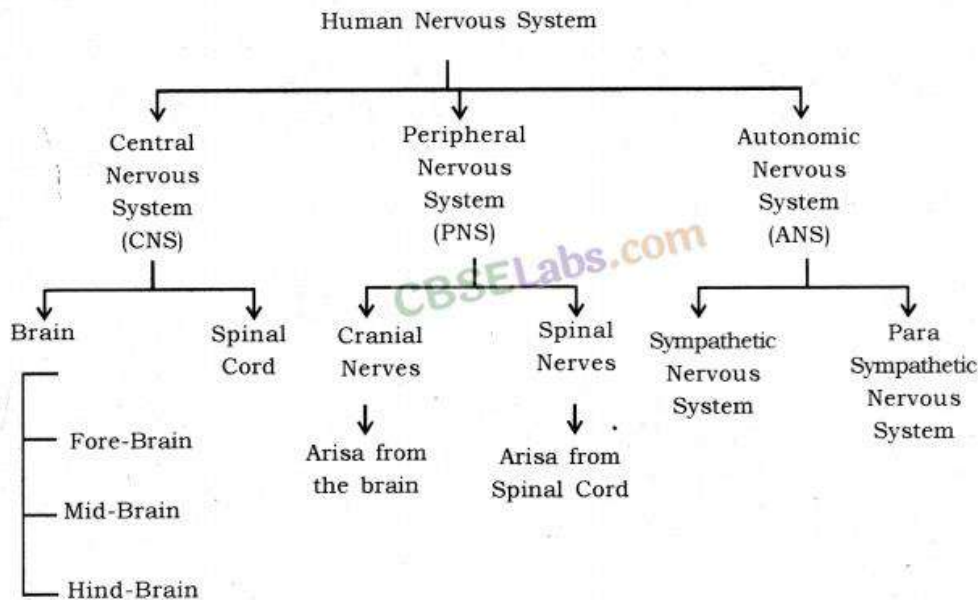 Human Nervous System
Central
Nervous
System
(CNS)
Peripheral
Nervous
System
(PNS)
Autonomic
Nervous
System
(ANS)
CBSELabs.com
Brain
Spinal
Cord
Cranial
Nerves
Spinal
Nerves
Sympathetic
Nervous
System
Para
Sympathetic
Nervous
System
Fore-Brain
Mid-Brain
Hind-Brain
Arisa from
the brain
Arisa from
Spinal Cord